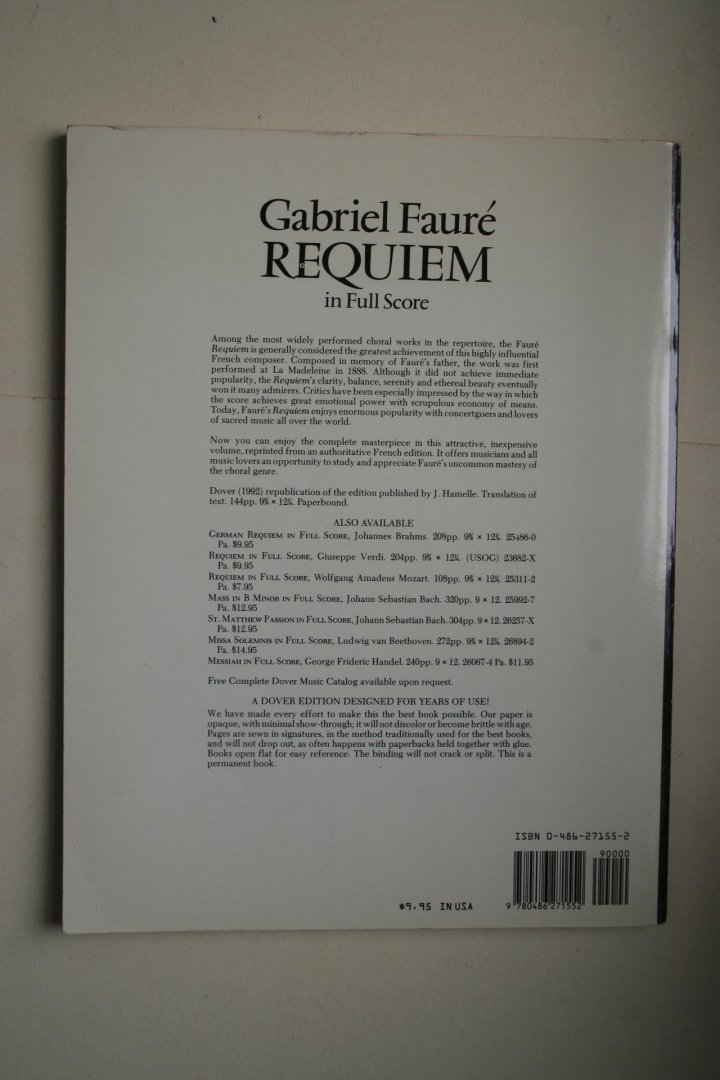 Gabriel Fauré
REQUIEM
in Full Score
Among the most widely performed choral works in the repertoire, the Fauré
Requiem is generally considered the greatest achievement of this highly influential
French composer. Composed in memory of Fauré's father, the work was first
performed at La Madeleine in 1888. Although it did not achieve immediate
popularity, the Requiem's clarity, balance, serenity and ethereal beauty eventually
won it many admirers. Critics have been especially impressed by the way in which
the score achieves great emotional power with scrupulous economy of means.
Today, Fauré's Requiem enjoys enormous popularity with concertgoers and lovers
of sacred music all over the world.
Now you can enjoy the complete masterpiece in this attractive, inexpensive
volume, reprinted from an authoritative French edition. It offers musicians and all
music lovers an opportunity to study and appreciate Fauré's uncommon mastery of
the choral genre.
Dover (1992) republication of the edition published by J. Hamelle. Translation of
text. 144pp. 9⅜ × 12¼. Paperbound.
ALSO AVAILABLE
GERMAN REQUIEM IN FULL SCORE, Johannes Brahms. 208pp. 9⅜ × 12¼. 25486-0
Pa. $9.95
REQUIEM IN FULL SCORE, Giuseppe Verdi. 204pp. 9⅜ × 12¼. (USOG) 23682-X
Pa. $9.95
REQUIEM IN FULL SCORE, Wolfgang Amadeus Mozart. 108pp. 9⅜ × 12¼. 25311-2
Pa. $7.95
MASS IN B MINOR IN FULL SCORE, Johann Sebastian Bach. 320pp. 9 × 12. 25992-7
Pa. $12.95
ST. MATTHEW PASSION IN FULL SCORE, Johann Sebastian Bach. 304pp. 9 × 12. 26257-X
Pa. $12.95
MISSA SOLEMNIS IN FULL SCORE, Ludwig van Beethoven. 272pp. 9⅜ × 12¼. 26894-2
Pa. $14.95
MESSIAH IN FULL SCORE, George Frideric Handel. 240pp. 9 × 12. 26067-4 Pa. $11.95
Free Complete Dover Music Catalog available upon request.
A DOVER EDITION DESIGNED FOR YEARS OF USE!
We have made every effort to make this the best book possible. Our paper is
opaque, with minimal show-through; it will not discolor or become brittle with age.
Pages are sewn in signatures, in the method traditionally used for the best books,
and will not drop out, as often happens with paperbacks held together with glue.
Books open flat for easy reference. The binding will not crack or split. This is a
permanent book.
ISBN 0-486-27155-2
90000
9 780486 271552
$9.95 IN USA